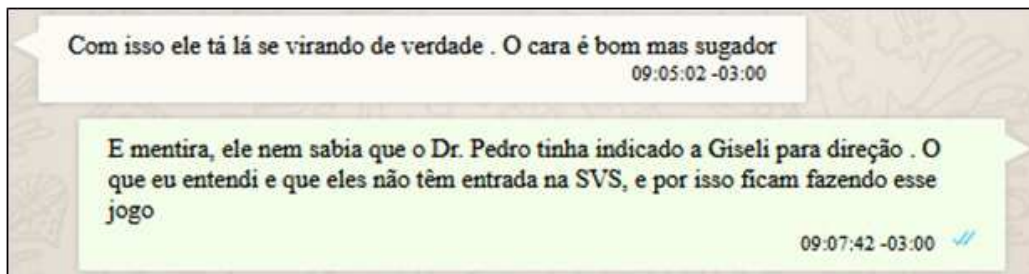 Com isso ele tá lá se virando de verdade . O cara é bom mas sugador
09:05:02 -03:00
E mentira, ele nem sabia que o Dr. Pedro tinha indicado a Giseli para direção . O
que eu entendi e que eles não têm entrada na SVS, e por isso ficam fazendo esse
jogo
09:07:42 -03:00